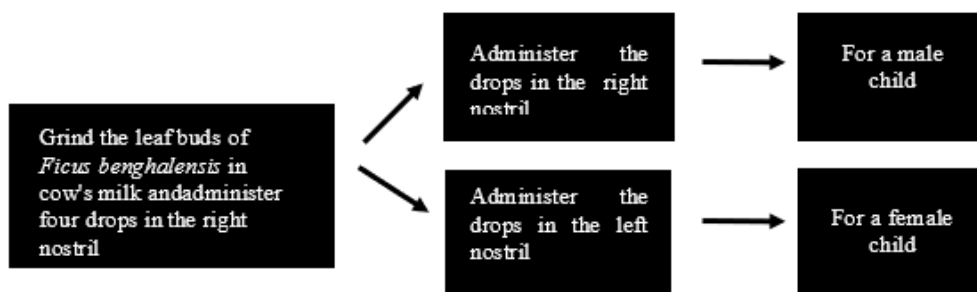 Grind the leaf buds of
Ficus benghalensis in
cow's milk andadminister
four drops in the right
nostril
Administer the
drops in the right
nostril
For a male
child
Administer the
drops in the left
nostril
For a female
child